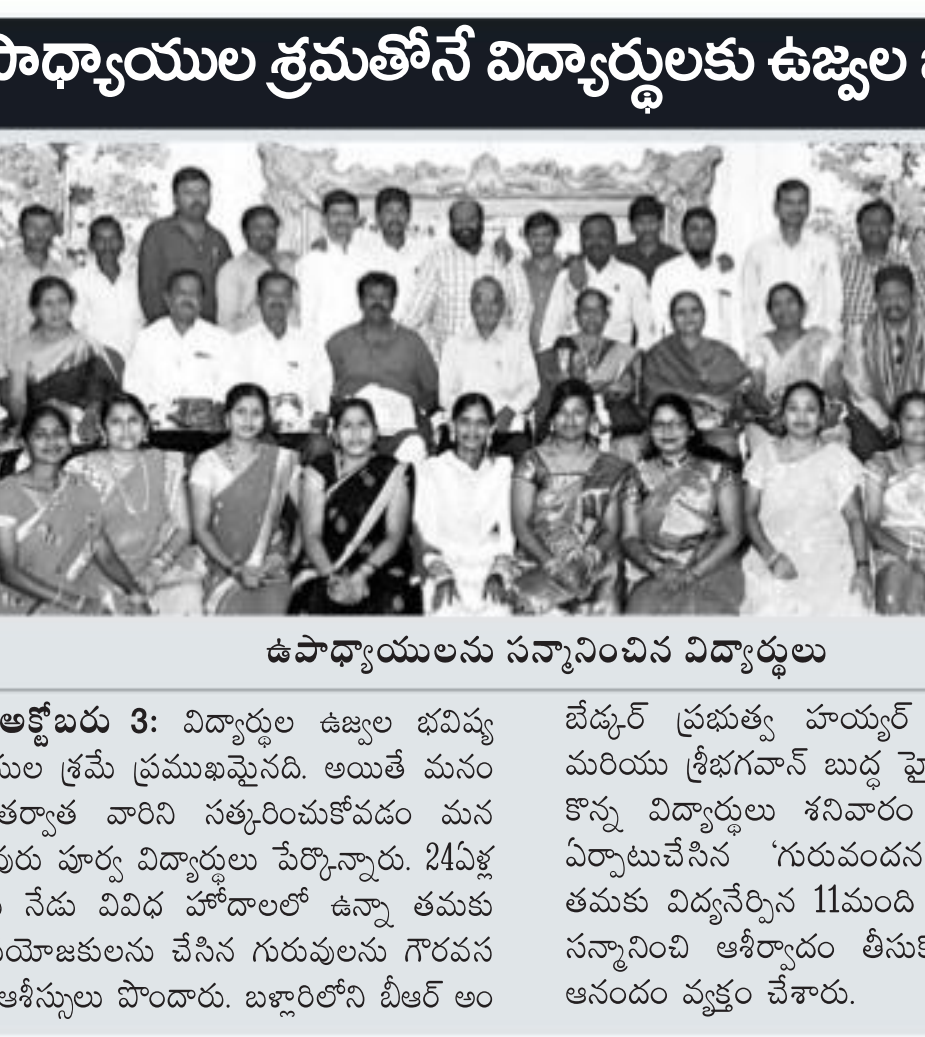 పాధ్యాయుల శ్రమతోనే విద్యార్థులకు ఉజ్వల
ఉపాధ్యాయులను సన్మానించిన విద్యార్థులు
అక్టోబరు 3: విద్యార్థుల ఉజ్వల భవిష్య
యుల శ్రమే ప్రముఖమైనది. అయితే మనం
తర్వాత వారిని సత్కరించుకోవడం మన
వురు పూర్వ విద్యార్థులు పేర్కొన్నారు. 24ఏళ్ల
నేడు వివిధ హోదాలలో ఉన్నా తమకు
యోజకులను చేసిన గురువులను గౌరవస
ఆశీస్సులు పొందారు. బళ్లారిలోని బీఆర్ అం
బేడ్కర్ ప్రభుత్వ హయ్యర్
మరియు శ్రీభగవాన్ బుద్ధ హై
కొన్న విద్యార్థులు శనివారం
ఏర్పాటుచేసిన ‘గురువందన
తమకు విద్యనేర్పిన 11మంది
సన్మానించి ఆశీర్వాదం తీసుక
ఆనందం వ్యక్తం చేశారు.